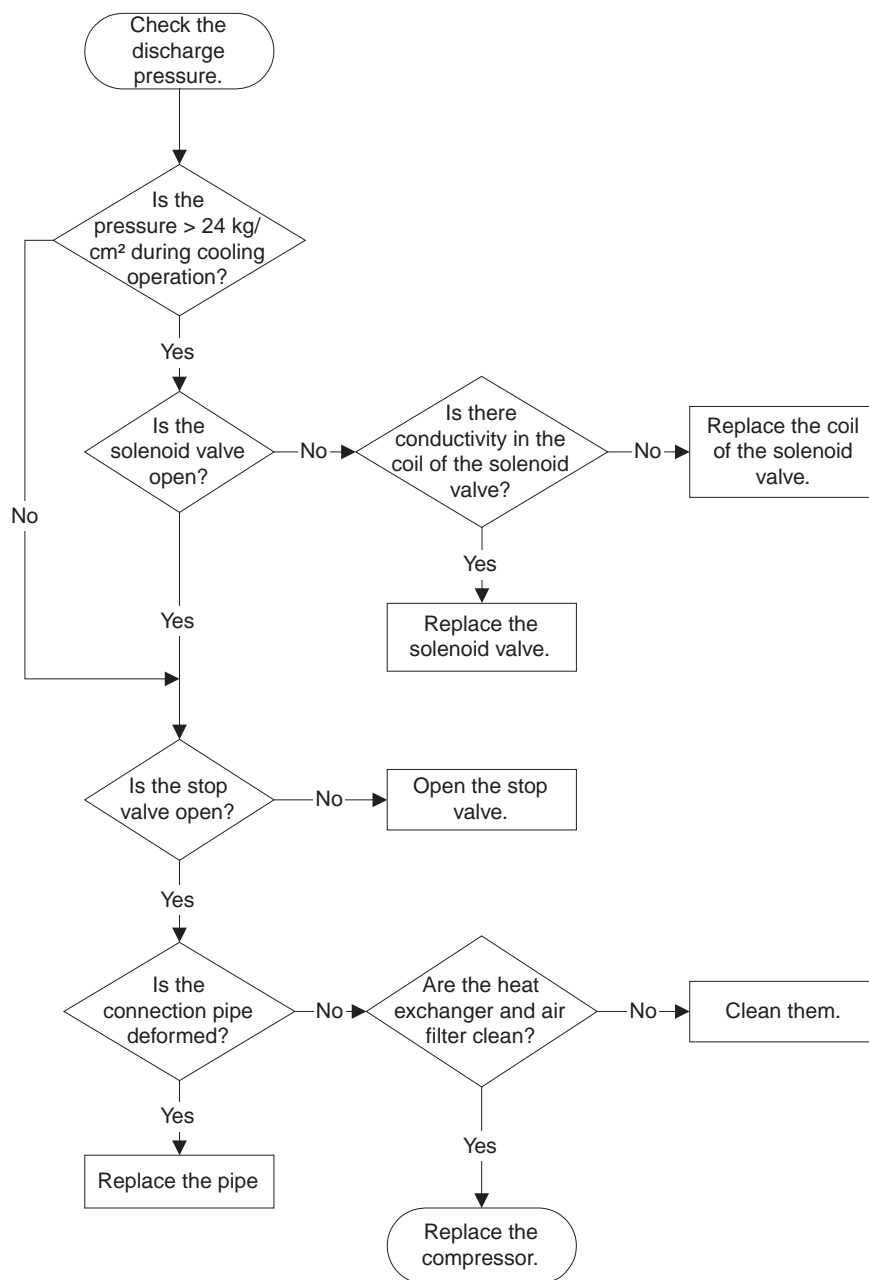 Check the
discharge
pressure.
Is the
pressure > 24 kg/
cm² during cooling
operation?
Yes
No
Is the
solenoid valve
open?
No
Is there
conductivity in the
coil of the solenoid
valve?
No
Replace the coil
of the solenoid
valve.
Yes
Replace the
solenoid valve.
Yes
Is the stop
valve open?
No
Open the stop
valve.
Yes
Is the
connection pipe
deformed?
No
Are the heat
exchanger and air
filter clean?
No
Clean them.
Yes
Replace the pipe
Yes
Replace the
compressor.